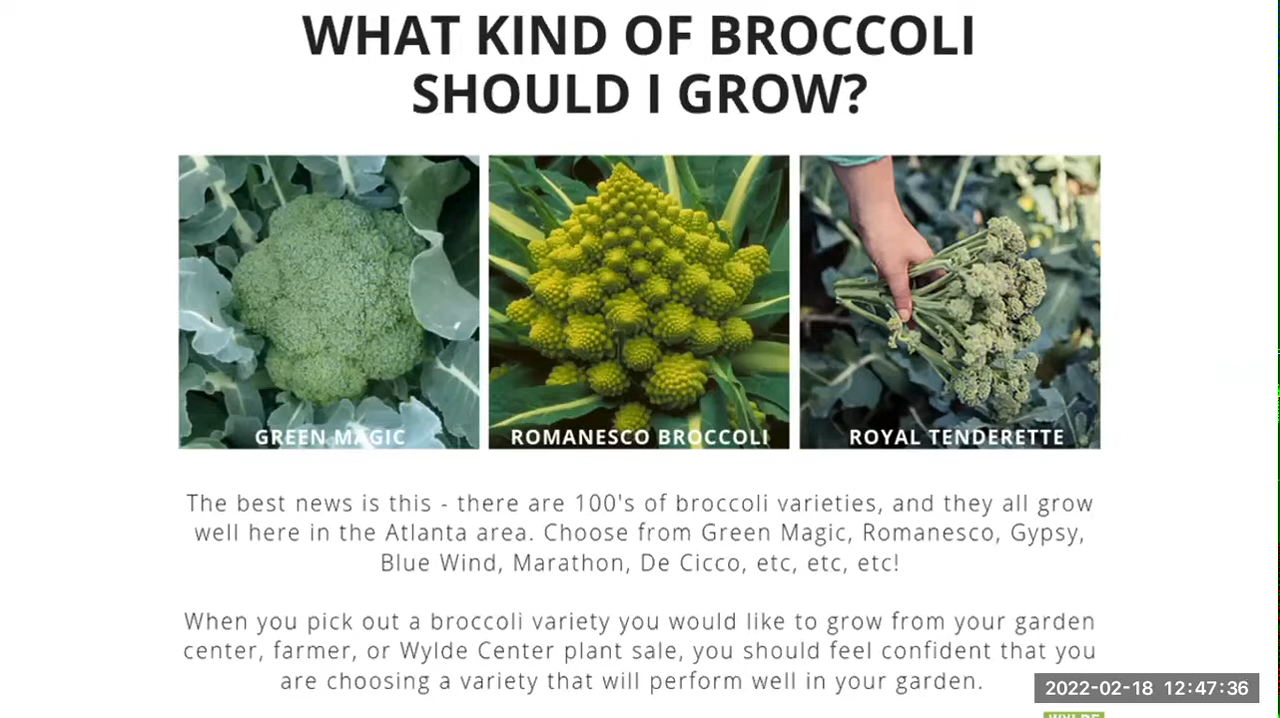 WHAT KIND OF BROCCOLI
SHOULD I GROW?
GREEN MAGIC
ROMANESCO BROCCOLI
ROYAL TENDERETTE
The best news is this - there are 100's of broccoli varieties, and they all grow
well here in the Atlanta area. Choose from Green Magic, Romanesco, Gypsy,
Blue Wind, Marathon, De Cicco, etc, etc, etc!
When you pick out a broccoli variety you would like to grow from your garden
center, farmer, or Wylde Center plant sale, you should feel confident that you
are choosing a variety that will perform well in your garden.
2022-02-18 12:47:36
WYLDE